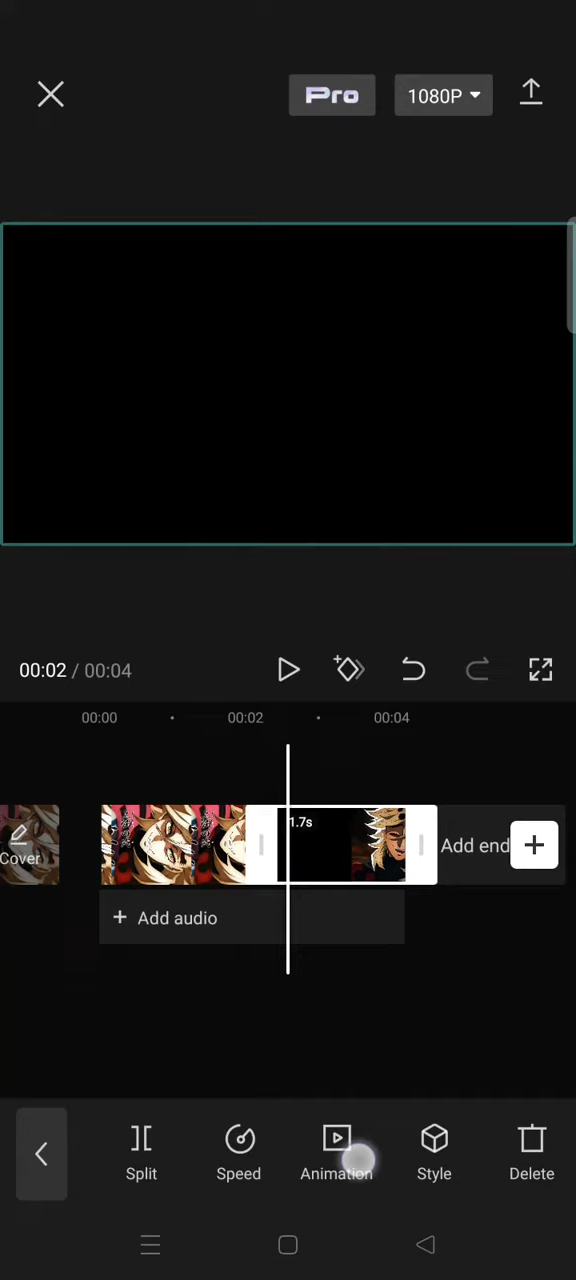 Pro
1080P
00:02 / 00:04
00:00
00:02
00:04
1.7s
Cover
Add end
Add audio
Split
Speed
Animation
Style
Delete